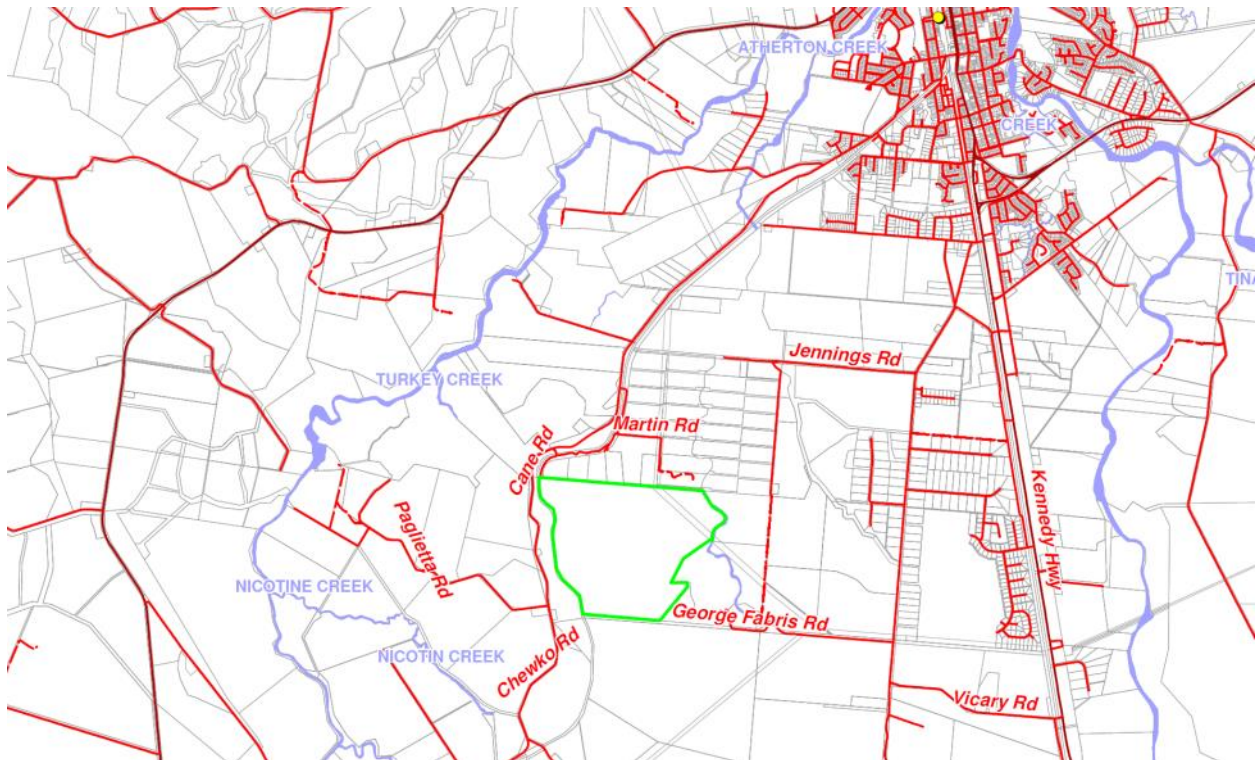 ATHERTON CREEK
CREEK
TINA
Jennings Rd
TURKEY CREEK
Martin Rd
Cane Rd
Kennedy Hwy
Paglietta Rd
NICOTINE CREEK
George Fabris Rd
NICOTIN CREEK
Chewko Rd
Vicary Rd